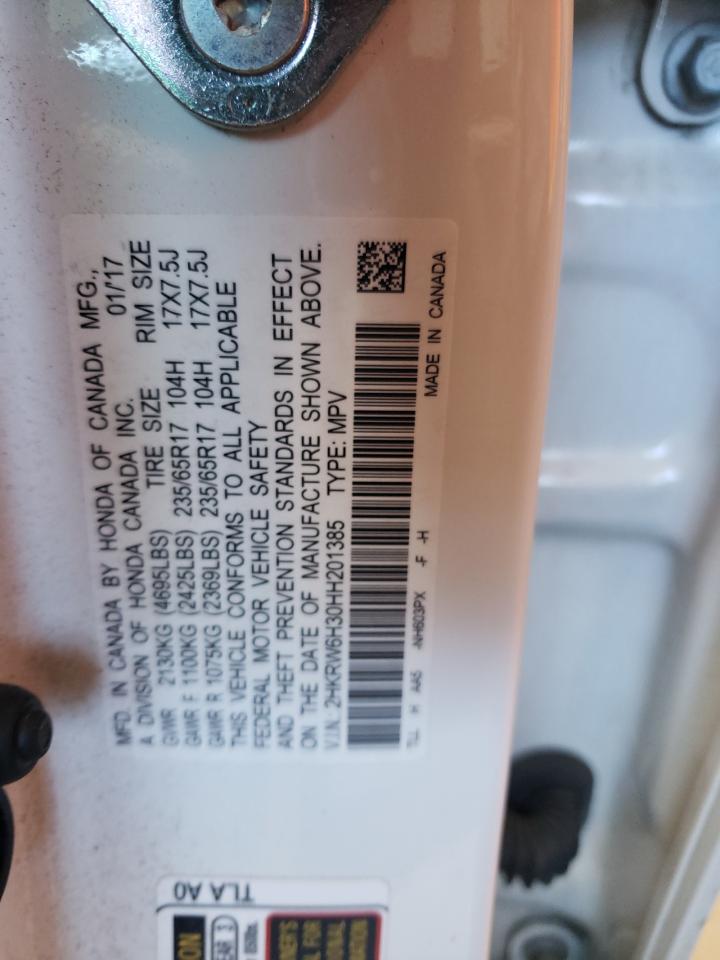 MFD. IN CANADA BY HONDA OF CANADA MFG.,
A DIVISION OF HONDA CANADA INC. 01/17
GVWR 2130KG (4695LBS) TIRE SIZE RIM SIZE
GAWR F 1100KG (2425LBS) 235/65R17 104H 17X7.5J
GAWR R 1075KG (2369LBS) 235/65R17 104H 17X7.5J
THIS VEHICLE CONFORMS TO ALL APPLICABLE
FEDERAL MOTOR VEHICLE SAFETY
AND THEFT PREVENTION STANDARDS IN EFFECT
ON THE DATE OF MANUFACTURE SHOWN ABOVE.
V.I.N.: 2HKRW6H30HH201385 TYPE: MPV
TLL H AA5 -NH603PX -F -H
MADE IN CANADA
TLA A0